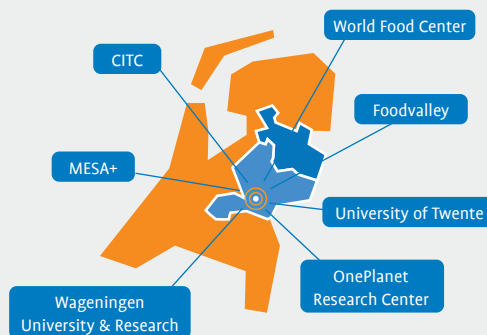 World Food Center
CITC
Foodvalley
MESA+
University of Twente
OnePlanet
Research Center
Wageningen
University & Research